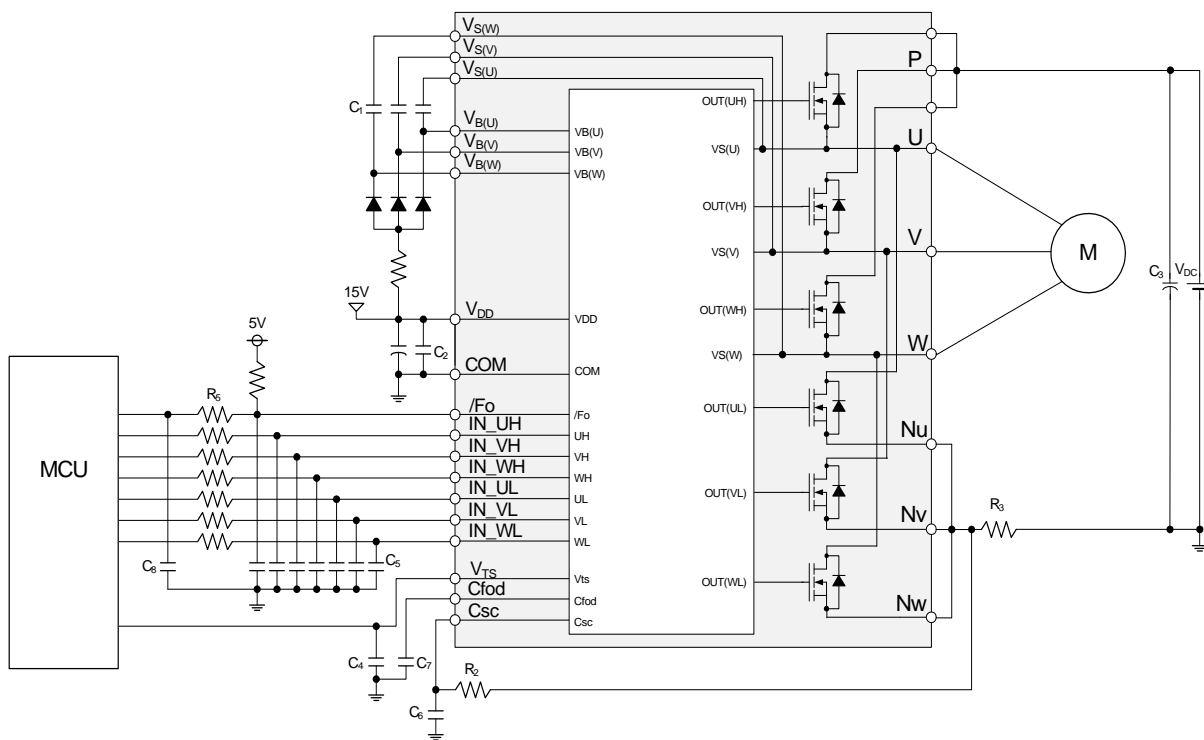 VS(W)
VS(V)
VS(U)
C1
VB(U)
VB(V)
VB(W)
VB(U)
VB(V)
VB(W)
15V
VDD
VDD
5V
C2
COM
COM
MCU
R5
/Fo
IN_UH
IN_VH
IN_WH
IN_UL
IN_VL
IN_WL
/Fo
UH
VH
WH
UL
VL
WL
C8
C5
VTS
Cfod
Csc
Vts
Cfod
Csc
C4
C7
R2
C6
OUT(UH)
VS(U)
OUT(VH)
VS(V)
OUT(WH)
VS(W)
OUT(UL)
OUT(VL)
OUT(WL)
P
U
V
W
Nu
Nv
Nw
M
C3
VDC
R3